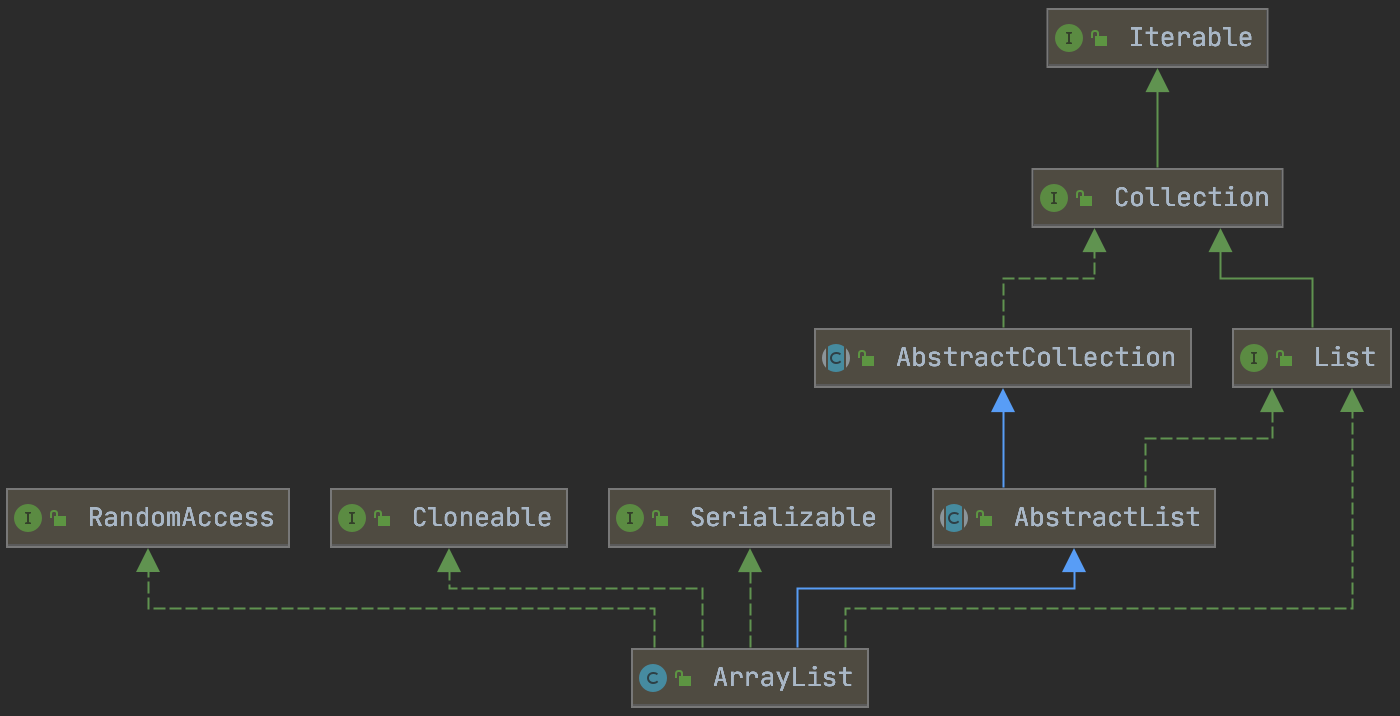 I Iterable
I Collection
C AbstractCollection
I List
I RandomAccess
I Cloneable
I Serializable
C AbstractList
C ArrayList